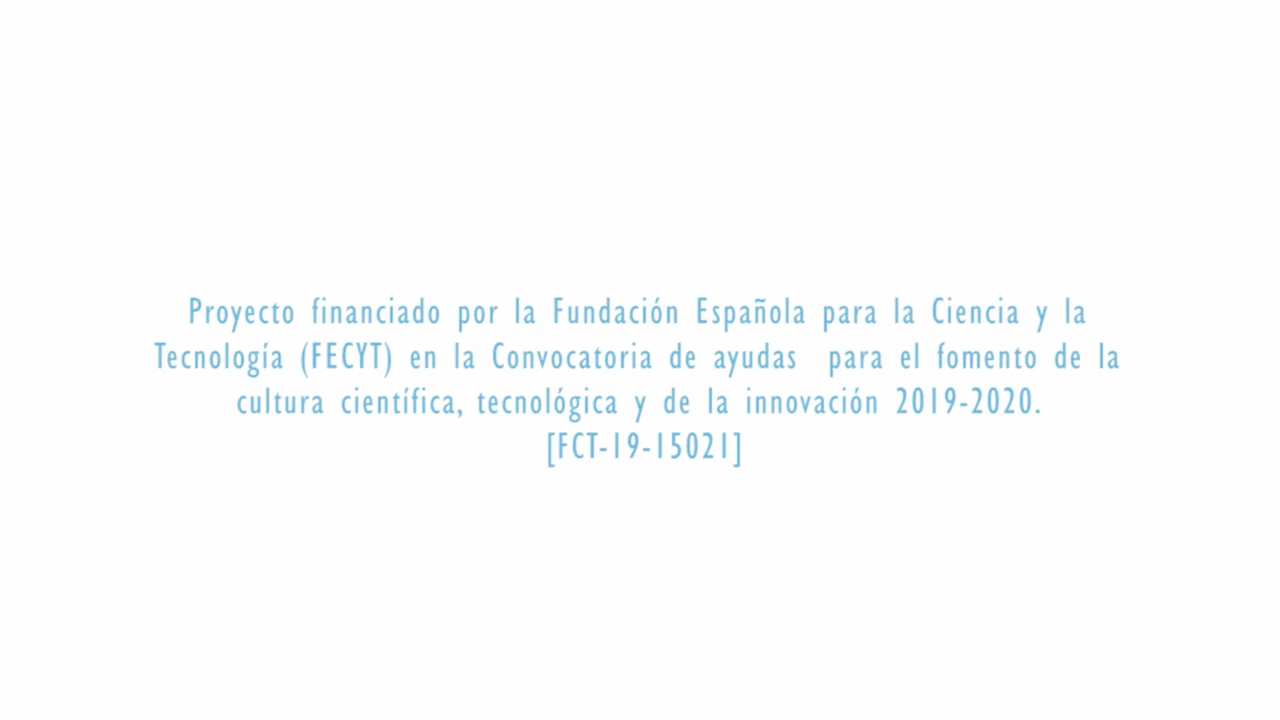 Proyecto financiado por la Fundación Española para la Ciencia y la
Tecnología (FECYT) en la Convocatoria de ayudas para el fomento de la
cultura científica, tecnológica y de la innovación 2019-2020.
[FCT-19-15021]